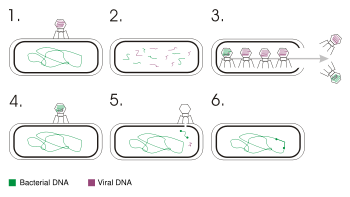 1. 2. 3.
4. 5. 6.
Bacterial DNA Viral DNA